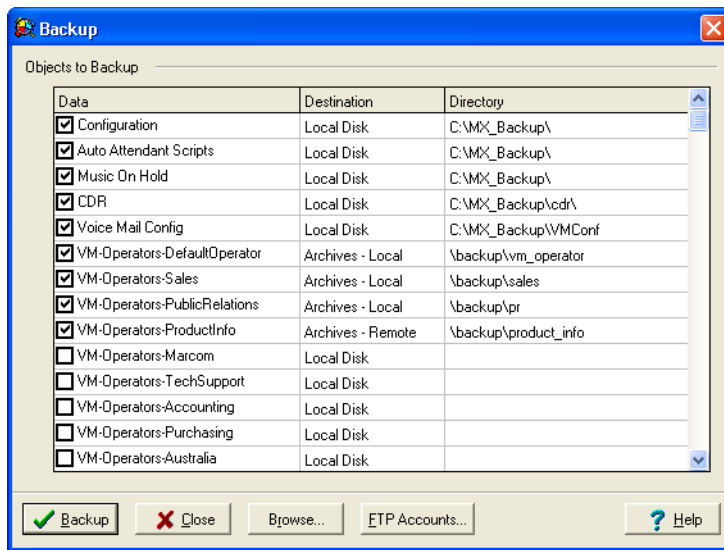 Backup
Objects to Backup
Data Destination Directory
Configuration Local Disk C:\MX_Backup\
Auto Attendant Scripts Local Disk C:\MX_Backup\
Music On Hold Local Disk C:\MX_Backup\
CDR Local Disk C:\MX_Backup\cdr\
Voice Mail Config Local Disk C:\MX_Backup\VMConf
VM-Operators-DefaultOperator Archives - Local \backup\vm_operator
VM-Operators-Sales Archives - Local \backup\sales
VM-Operators-PublicRelations Archives - Local \backup\pr
VM-Operators-ProductInfo Archives - Remote \backup\product_info
VM-Operators-Marcom Local Disk
VM-Operators-TechSupport Local Disk
VM-Operators-Accounting Local Disk
VM-Operators-Purchasing Local Disk
VM-Operators-Australia Local Disk
Backup Close Browse... FTP Accounts... ? Help